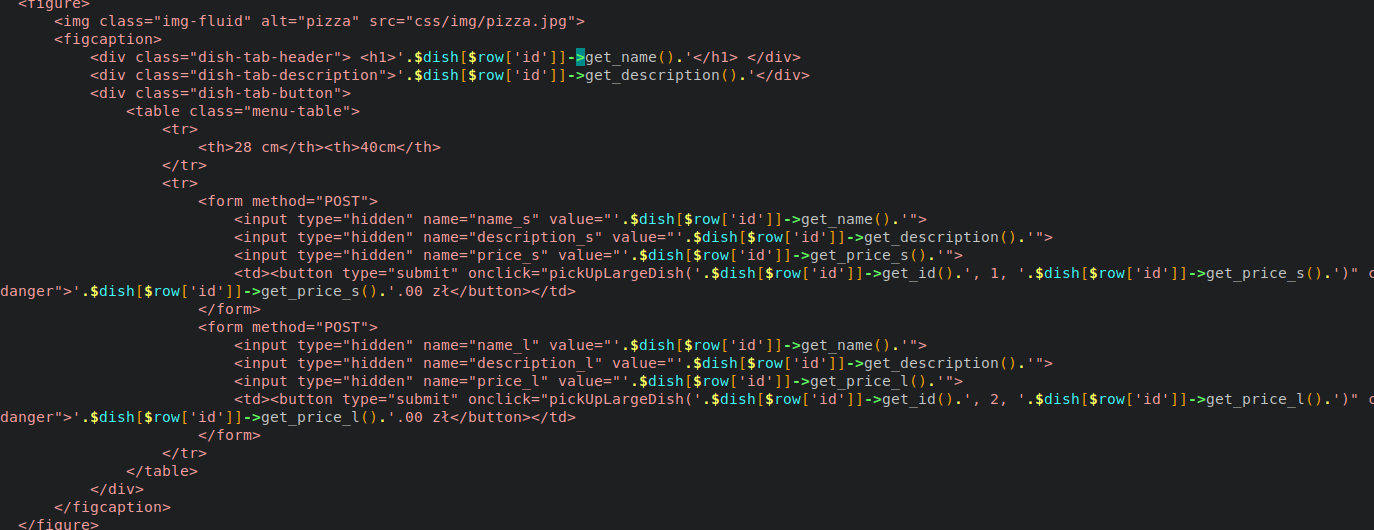 <figure>
<img class="img-fluid" alt="pizza" src="css/img/pizza.jpg">
<figcaption>
<div class="dish-tab-header"> <h1>'.$dish[$row['id']]->get_name().'</h1> </div>
<div class="dish-tab-description">'.$dish[$row['id']]->get_description().'</div>
<div class="dish-tab-button">
<table class="menu-table">
<tr>
<th>28 cm</th><th>40cm</th>
</tr>
<tr>
<form method="POST">
<input type="hidden" name="name_s" value="'.$dish[$row['id']]->get_name().'">
<input type="hidden" name="description_s" value="'.$dish[$row['id']]->get_description().'">
<input type="hidden" name="price_s" value="'.$dish[$row['id']]->get_price_s().'">
<td><button type="submit" onclick="pickUpLargeDish('.$dish[$row['id']]->get_id().', 1, '.$dish[$row['id']]->get_price_s().')" c
danger">'.$dish[$row['id']]->get_price_s().'.00 zł</button></td>
</form>
<form method="POST">
<input type="hidden" name="name_l" value="'.$dish[$row['id']]->get_name().'">
<input type="hidden" name="description_l" value="'.$dish[$row['id']]->get_description().'">
<input type="hidden" name="price_l" value="'.$dish[$row['id']]->get_price_l().'">
<td><button type="submit" onclick="pickUpLargeDish('.$dish[$row['id']]->get_id().', 2, '.$dish[$row['id']]->get_price_l().')" c
danger">'.$dish[$row['id']]->get_price_l().'.00 zł</button></td>
</form>
</tr>
</table>
</div>
</figcaption>
</figure>